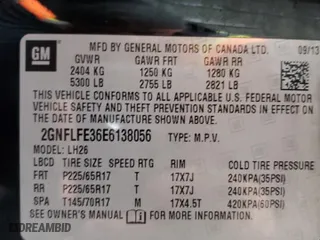 GM
MFD BY GENERAL MOTORS OF CANADA LTD.
09/13
GVWR GAWR FRT GAWR RR
2404 KG 1250 KG 1280 KG
5300 LB 2755 LB 2821 LB
THIS VEHICLE CONFORMS TO ALL APPLICABLE U.S. FEDERAL
SAFETY AND THEFT PREVENTION STANDARDS IN
EFFECT ON THE DATE OF MANUFACTURE SHOWN ABOVE.
2GNFLFE36E6138056 TYPE: M.P.V.
MODEL: LH26
LBCD TIRE SIZE SPEED RTG RIM COLD TIRE PRESSURE
FRT P225/65R17 T 17X7J 240KPA(35PSI)
RR P225/65R17 T 17X7J 240KPA(35PSI)
SP T145/70R17 M 17X4.5T 420KPA(60PSI)
SEE OWNER'S MANUAL FOR MORE INFORMATION.
IDREAMBID